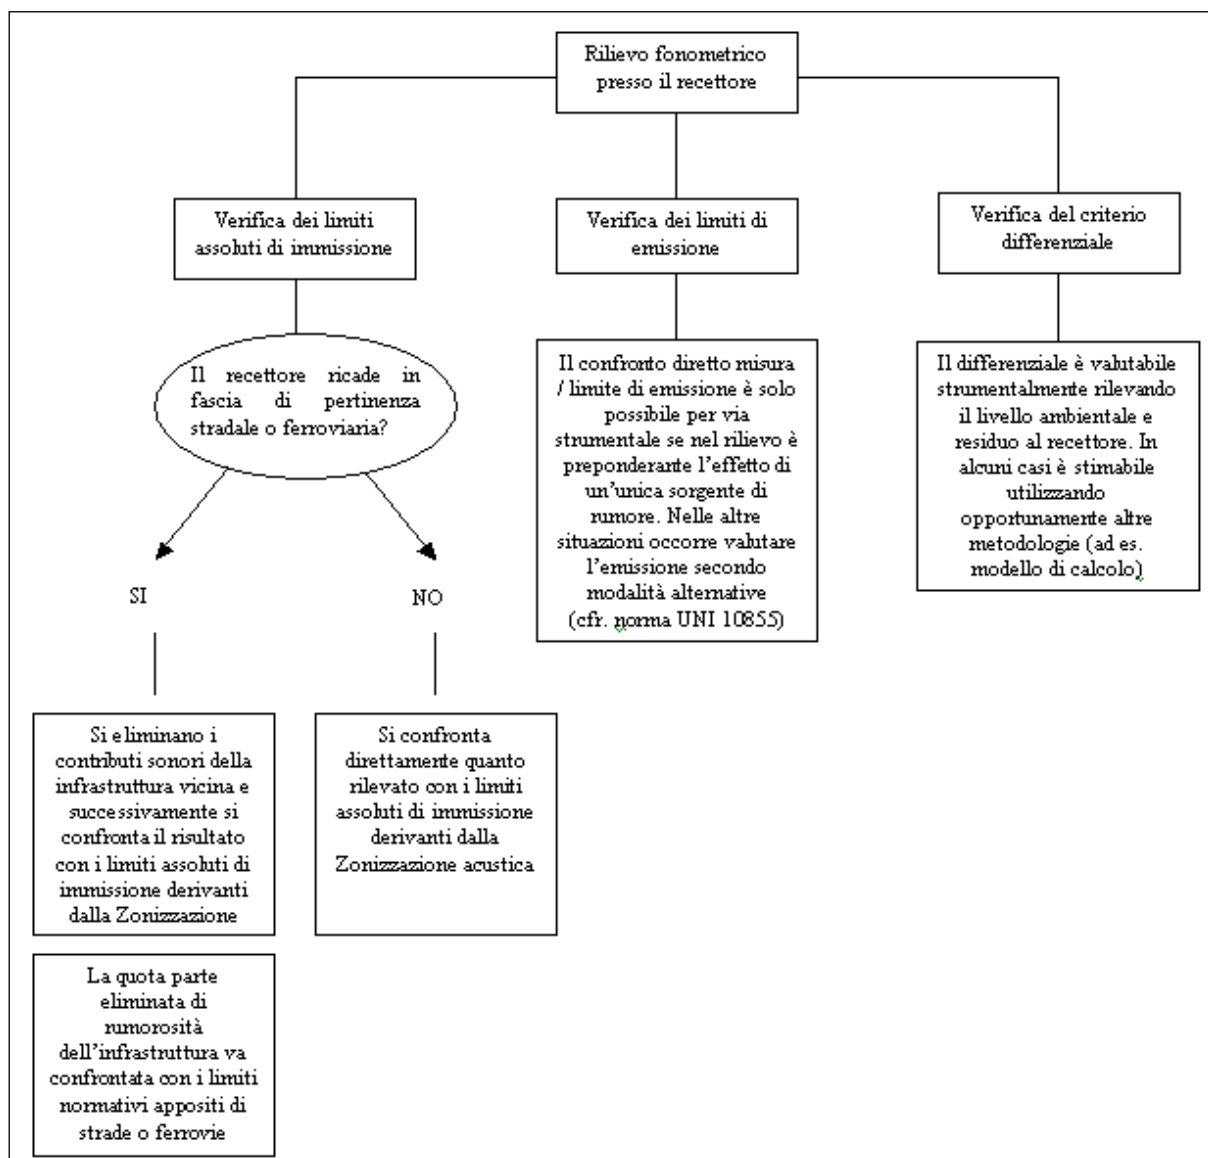 Rilievo fonometrico
presso il recettore
Verifica dei limiti
assoluti di immissione
Verifica dei limiti di
emissione
Verifica del criterio
differenziale
Il recettore ricade in
fascia di pertinenza
stradale o ferroviaria?
Il confronto diretto misura
/ limite di emissione è solo
possibile per via
strumentale se nel rilievo è
preponderante l'effetto di
un'unica sorgente di
rumore. Nelle altre
situazioni occorre valutare
l'emissione secondo
modalità alternative
(cfr. norma UNI 10855)
Il differenziale è valutabile
strumentalmente rilevando
il livello ambientale e
residuo al recettore. In
alcuni casi è stimabile
utilizzando
opportunamente altre
metodologie (ad es.
modello di calcolo)
SI
NO
Si eliminano i
contributi sonori della
infrastruttura vicina e
successivamente si
confronta il risultato
con i limiti assoluti di
immissione derivanti
dalla Zonizzazione
Si confronta
direttamente quanto
rilevato con i limiti
assoluti di immissione
derivanti dalla
Zonizzazione acustica
La quota parte
eliminata di
rumorosità
dell'infrastruttura va
confrontata con i limiti
normativi appositi di
strade o ferrovie